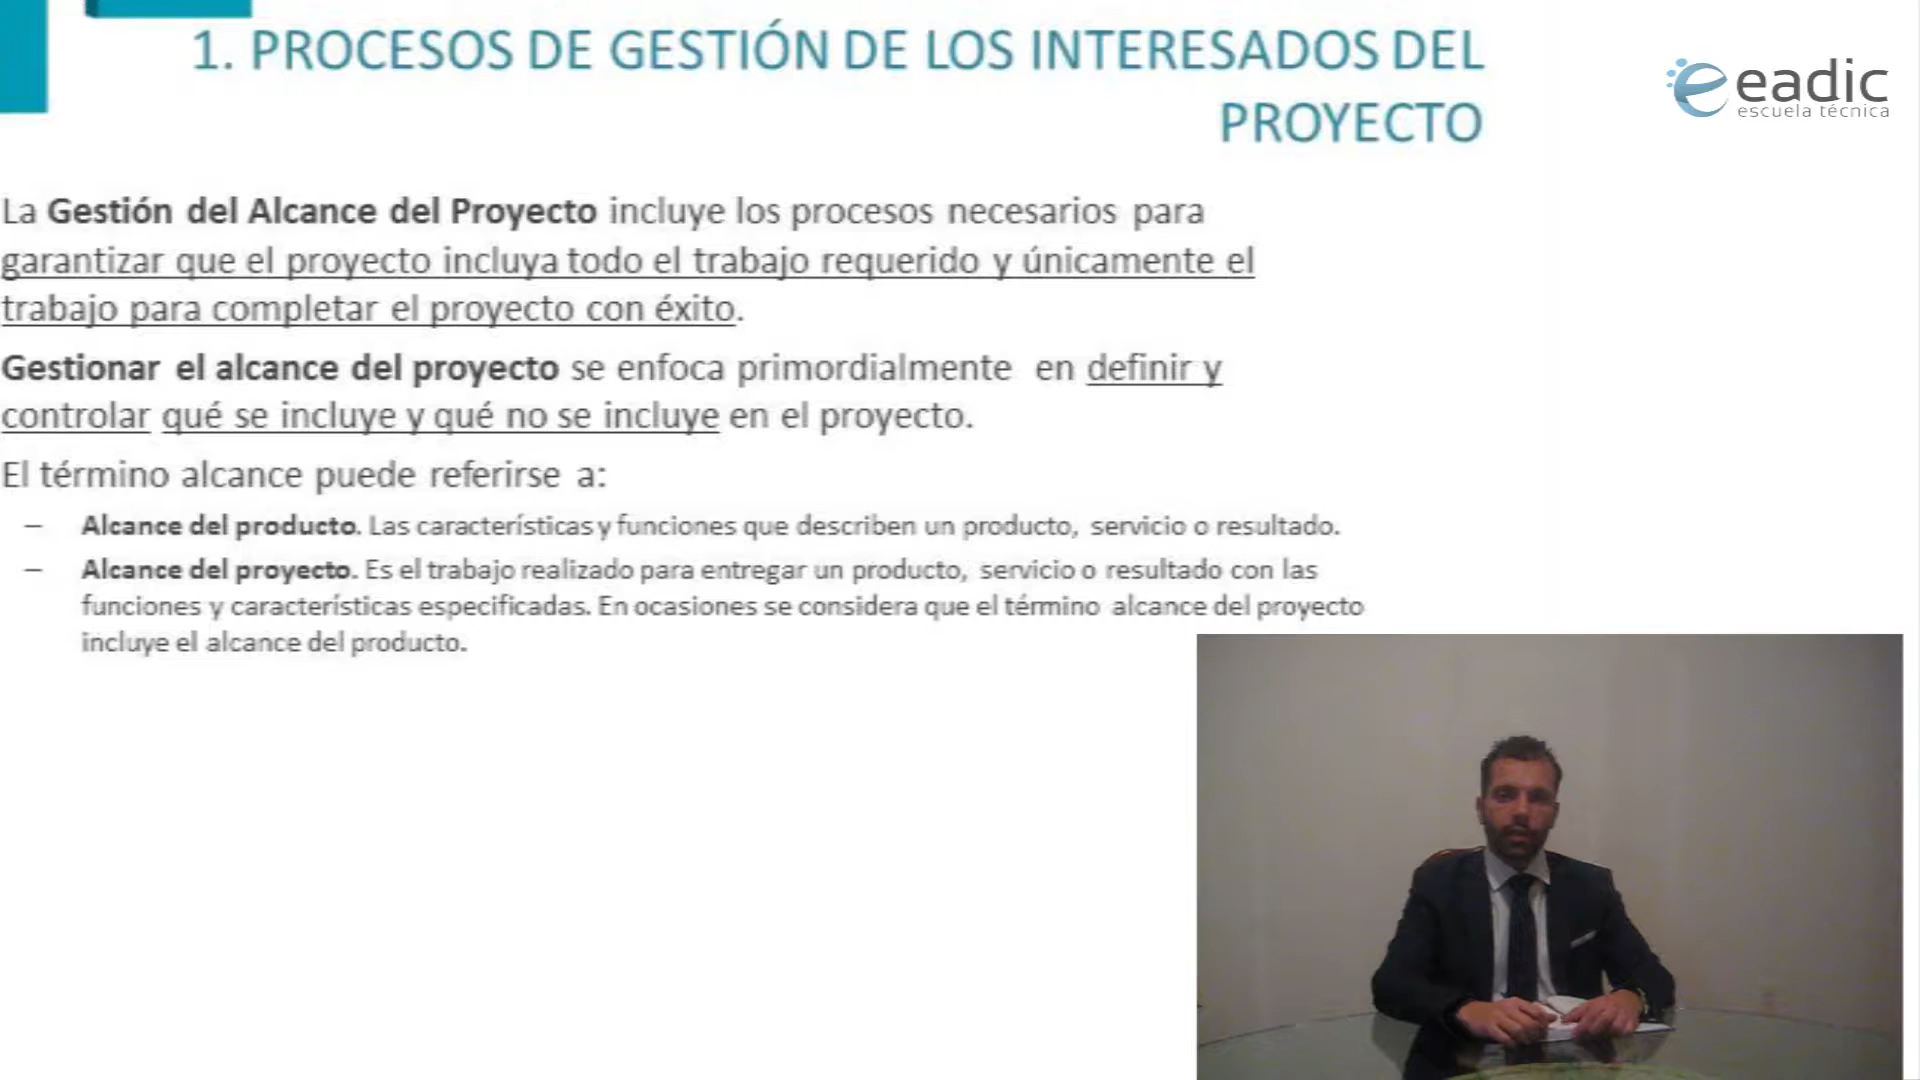 1. PROCESOS DE GESTIÓN DE LOS INTERESADOS DEL
PROYECTO
eadic
escuela técnica
La Gestión del Alcance del Proyecto incluye los procesos necesarios para
garantizar que el proyecto incluya todo el trabajo requerido y únicamente el
trabajo para completar el proyecto con éxito.
Gestionar el alcance del proyecto se enfoca primordialmente en definir y
controlar qué se incluye y qué no se incluye en el proyecto.
El término alcance puede referirse a:
– Alcance del producto. Las características y funciones que describen un producto, servicio o resultado.
– Alcance del proyecto. Es el trabajo realizado para entregar un producto, servicio o resultado con las
funciones y características especificadas. En ocasiones se considera que el término alcance del proyecto
incluye el alcance del producto.